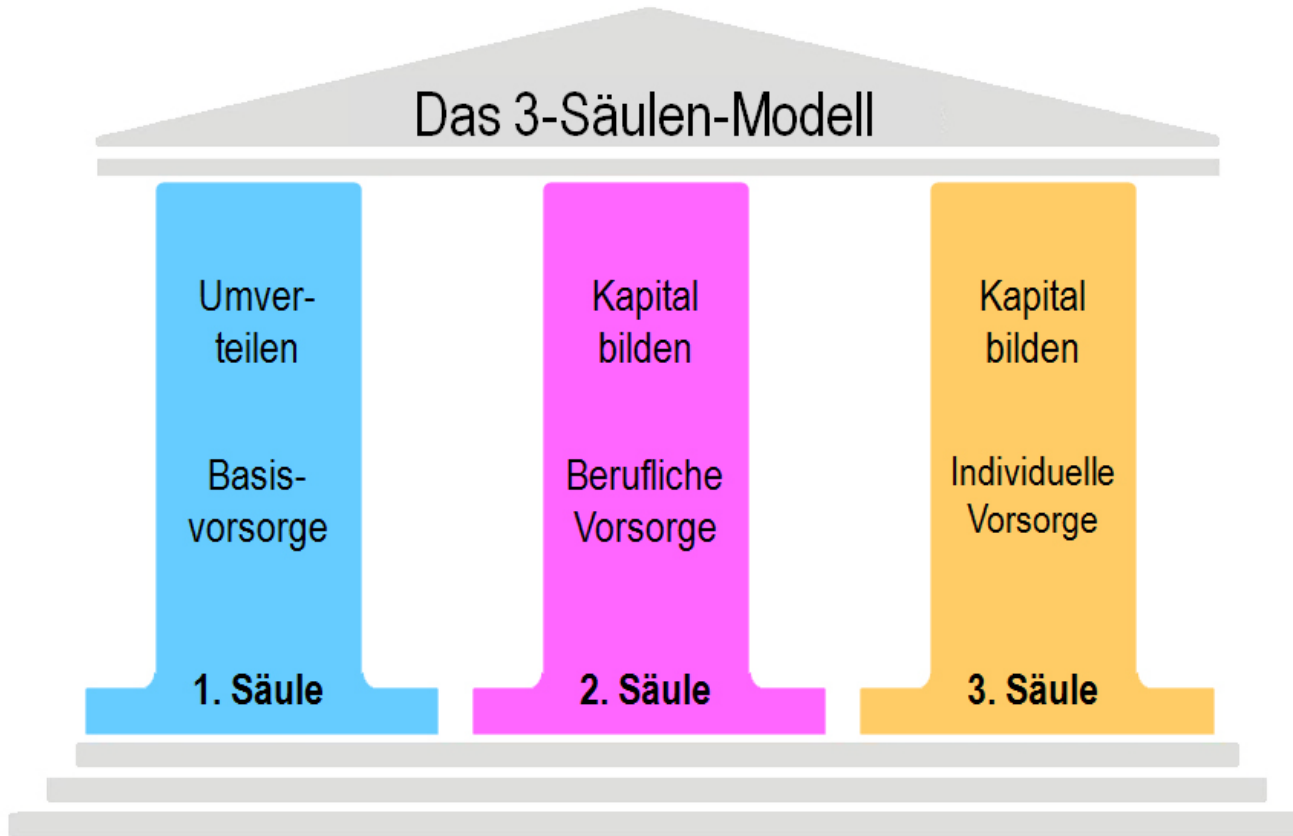 Das 3-Säulen-Modell
Umver-
teilen
Basis-
vorsorge
1. Säule
Kapital
bilden
Berufliche
Vorsorge
2. Säule
Kapital
bilden
Individuelle
Vorsorge
3. Säule